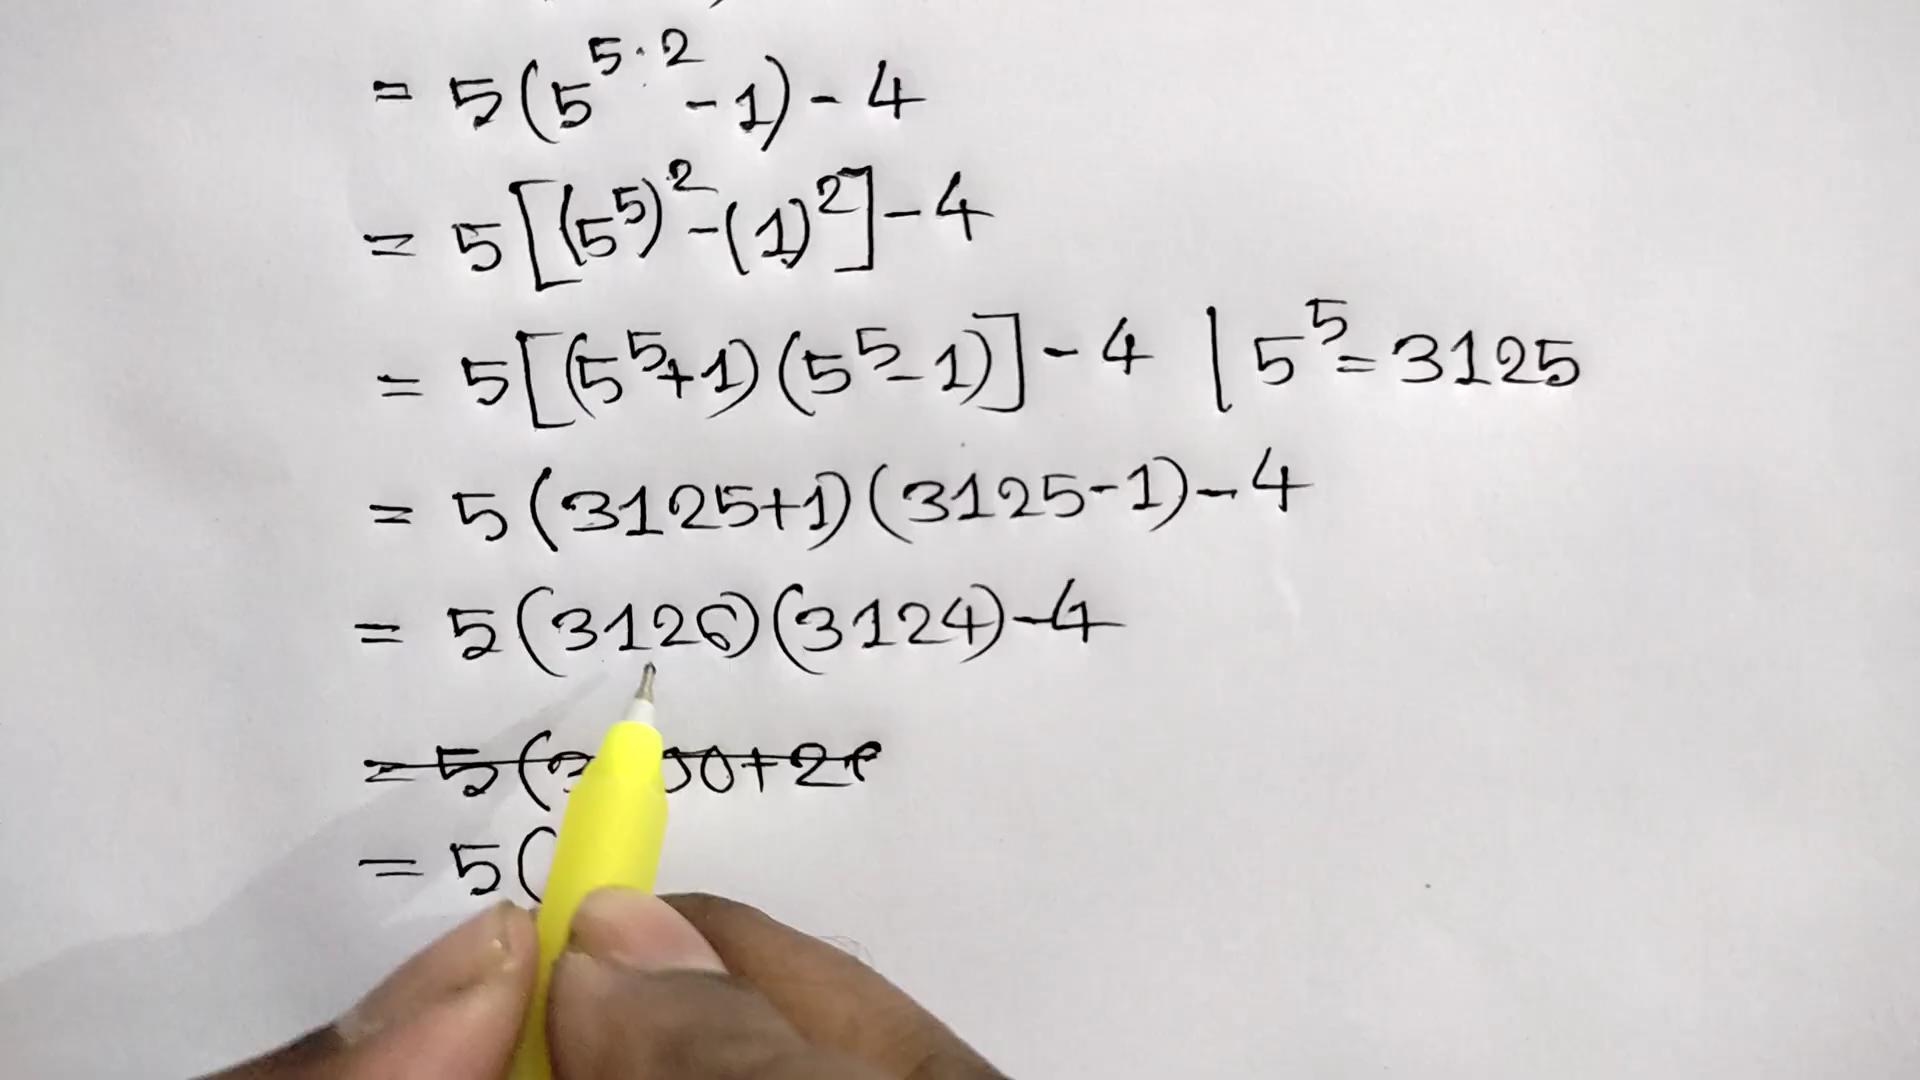 = 5(5^{5·2} - 1) - 4
= 5[(5^5)^2 - (1)^2] - 4
= 5[(5^5 + 1)(5^5 - 1)] - 4 | 5^5 = 3125
= 5(3125+1)(3125-1) - 4
= 5(3126)(3124) - 4
= 5(